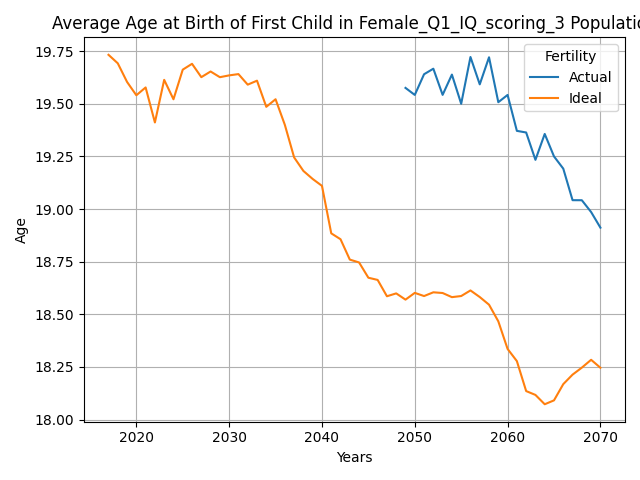 Average Age at Birth of First Child in Female_Q1_IQ_scoring_3 Populatio
19.75
19.50
19.25
19.00
18.75
18.50
18.25
18.00
Age
Fertility
Actual
Ideal
2020 2030 2040 2050 2060 2070
Years